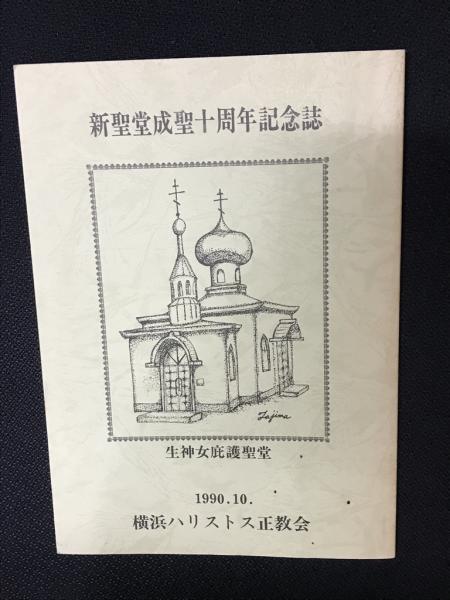 新聖堂成聖十周年記念誌
Tajima
生神女庇護聖堂
1990.10.
横浜ハリストス正教会